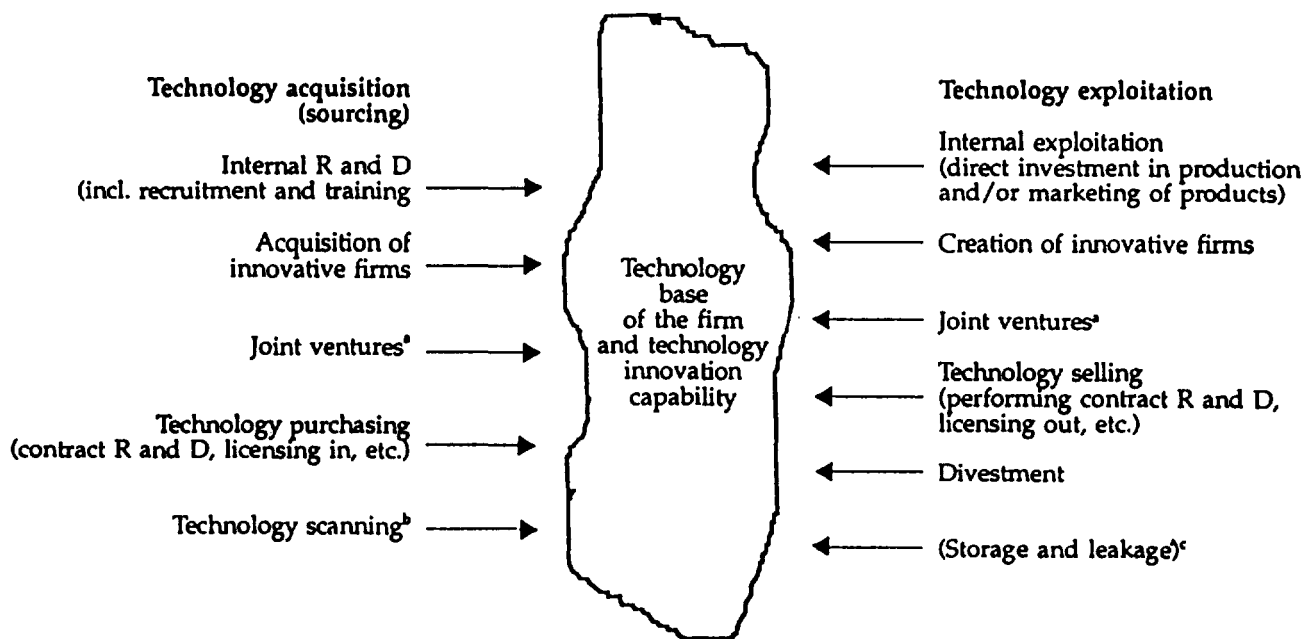 Technology acquisition
(sourcing)
Internal R and D
(incl. recruitment and training
Acquisition of
innovative firms
Joint venturesᵃ
Technology purchasing
(contract R and D, licensing in, etc.)
Technology scanningᵇ
Technology
base
of the firm
and technology
innovation
capability
Technology exploitation
Internal exploitation
(direct investment in production
and/or marketing of products)
Creation of innovative firms
Joint venturesᵃ
Technology selling
(performing contract R and D,
licensing out, etc.)
Divestment
(Storage and leakage)ᶜ